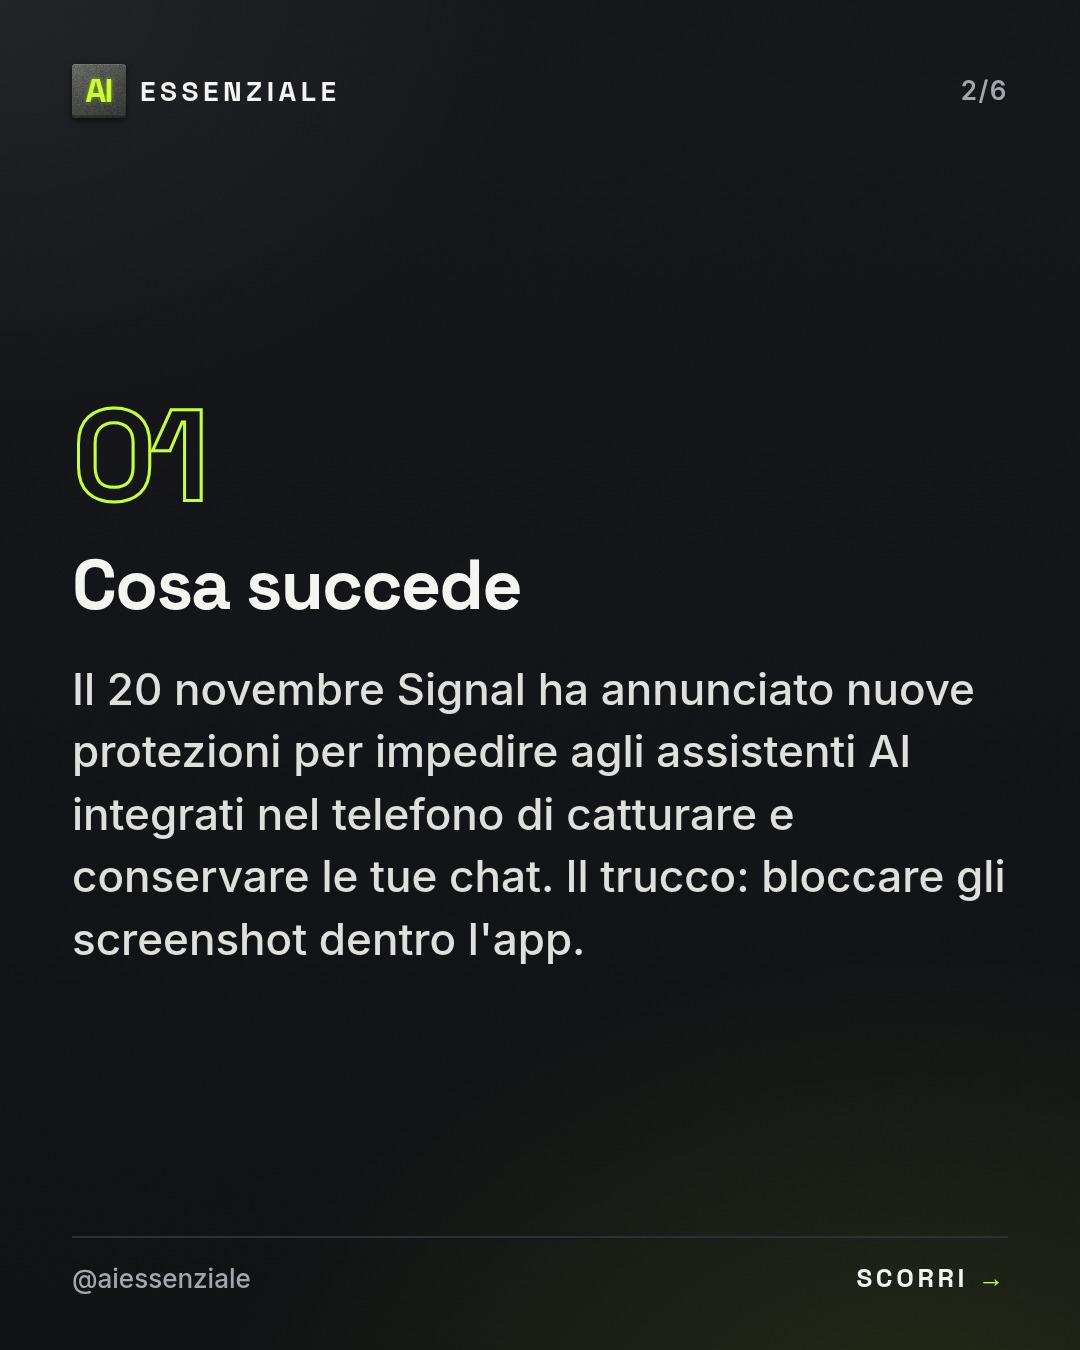 AI ESSENZIALE
2/6
01
Cosa succede
Il 20 novembre Signal ha annunciato nuove
protezioni per impedire agli assistenti AI
integrati nel telefono di catturare e
conservare le tue chat. Il trucco: bloccare gli
screenshot dentro l'app.
@aiessenziale
SCORRI →